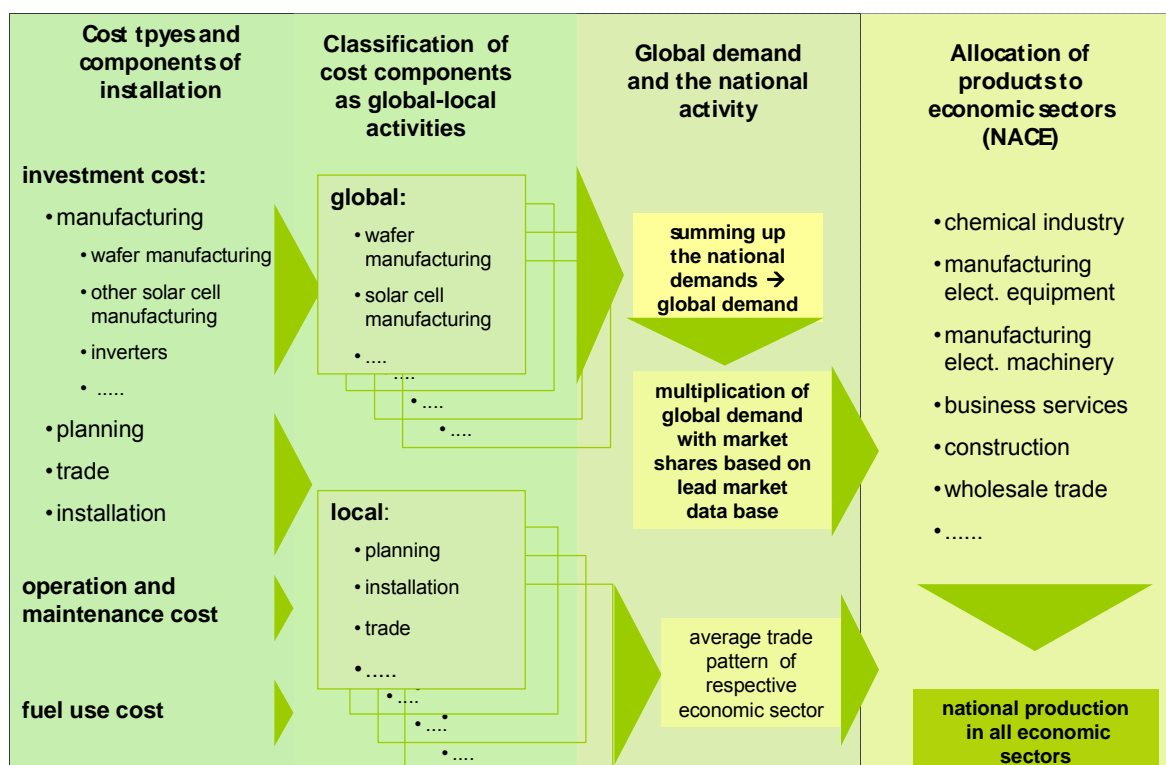 Cost tpyes and
components of
installation
investment cost:
• manufacturing
• wafer manufacturing
• other solar cell
manufacturing
• inverters
• .....
• planning
• trade
• installation
operation and
maintenance cost
fuel use cost
Classification of
cost components
as global-local
activities
global:
• wafer
manufacturing
• solar cell
manufacturing
• ....
....
• ....
• ....
local:
• planning
• installation
• trade
• .....
• ....
• ....
• ....
Global demand
and the national
activity
summing up
the national
demands →
global demand
multiplication of
global demand
with market
shares based on
lead market
data base
average trade
pattern of
respective
economic sector
Allocation of
products to
economic sectors
(NACE)
• chemical industry
• manufacturing
elect. equipment
• manufacturing
elect. machinery
• business services
• construction
• wholesale trade
• ......
national production
in all economic
sectors